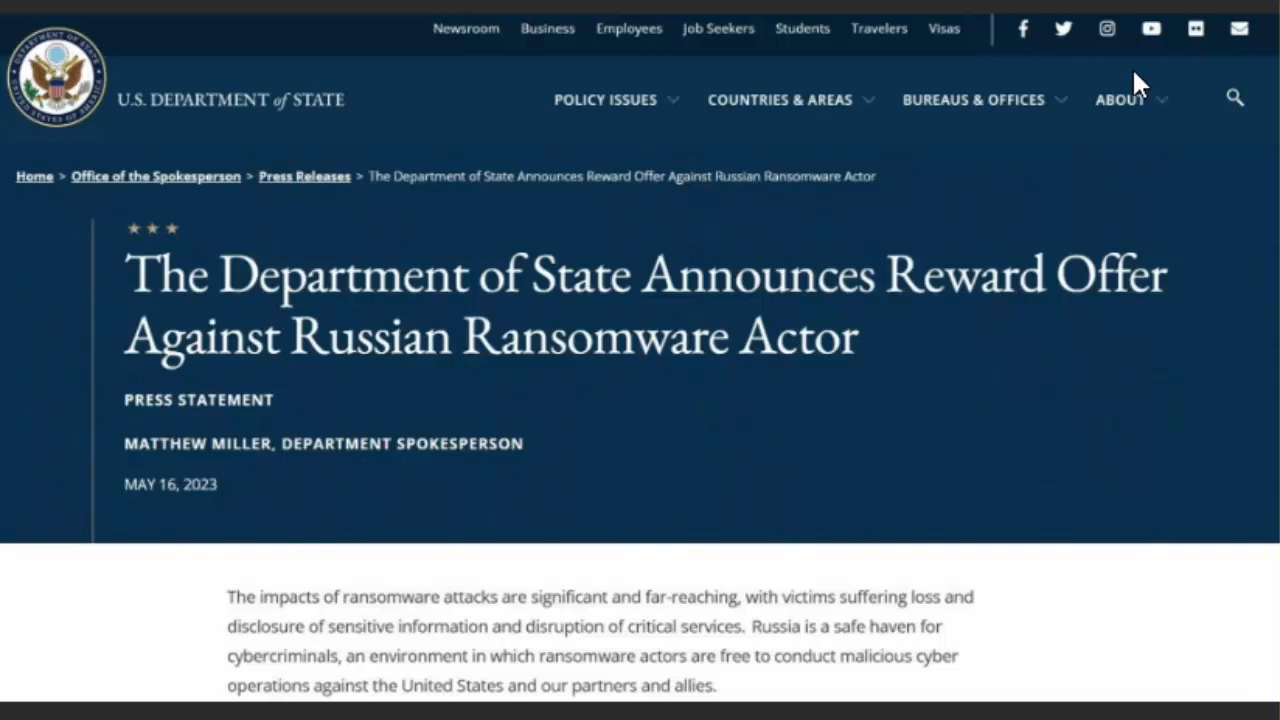 Newsroom Business Employees Job Seekers Students Travelers Visas
U.S. DEPARTMENT of STATE
POLICY ISSUES COUNTRIES & AREAS BUREAUS & OFFICES ABOUT
Home > Office of the Spokesperson > Press Releases > The Department of State Announces Reward Offer Against Russian Ransomware Actor
The Department of State Announces Reward Offer
Against Russian Ransomware Actor
PRESS STATEMENT
MATTHEW MILLER, DEPARTMENT SPOKESPERSON
MAY 16, 2023
The impacts of ransomware attacks are significant and far-reaching, with victims suffering loss and
disclosure of sensitive information and disruption of critical services. Russia is a safe haven for
cybercriminals, an environment in which ransomware actors are free to conduct malicious cyber
operations against the United States and our partners and allies.